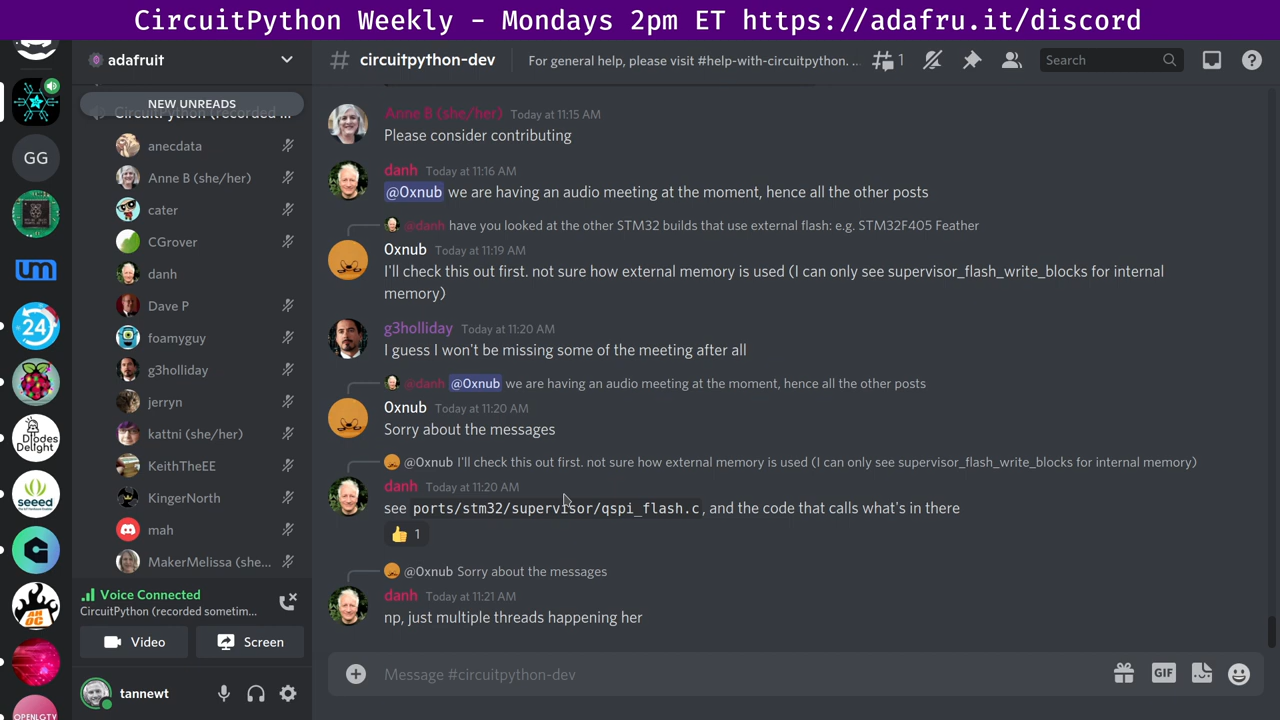 CircuitPython Weekly - Mondays 2pm ET https://adafru.it/discord
adafruit
# circuitpython-dev
For general help, please visit #help-with-circuitpython. ...
1
Search
NEW UNREADS
CircuitPython (recorded ...
GG
24
Diodes Delight
seeed
OPENLGTV
anecdata
Anne B (she/her)
cater
CGrover
danh
Dave P
foamyguy
g3holliday
jerryn
kattni (she/her)
KeithTheEE
KingerNorth
mah
MakerMelissa (she...
Voice Connected
CircuitPython (recorded sometim...
Video
Screen
tannewt
Anne B (she/her) Today at 11:15 AM
Please consider contributing
danh Today at 11:16 AM
@0xnub we are having an audio meeting at the moment, hence all the other posts
@danh have you looked at the other STM32 builds that use external flash: e.g. STM32F405 Feather
0xnub Today at 11:19 AM
I'll check this out first. not sure how external memory is used (I can only see supervisor_flash_write_blocks for internal
memory)
g3holliday Today at 11:20 AM
I guess I won't be missing some of the meeting after all
@danh @0xnub we are having an audio meeting at the moment, hence all the other posts
0xnub Today at 11:20 AM
Sorry about the messages
@0xnub I'll check this out first. not sure how external memory is used (I can only see supervisor_flash_write_blocks for internal memory)
danh Today at 11:20 AM
see ports/stm32/supervisor/qspi_flash.c, and the code that calls what's in there
1
@0xnub Sorry about the messages
danh Today at 11:21 AM
np, just multiple threads happening her
Message #circuitpython-dev
GIF